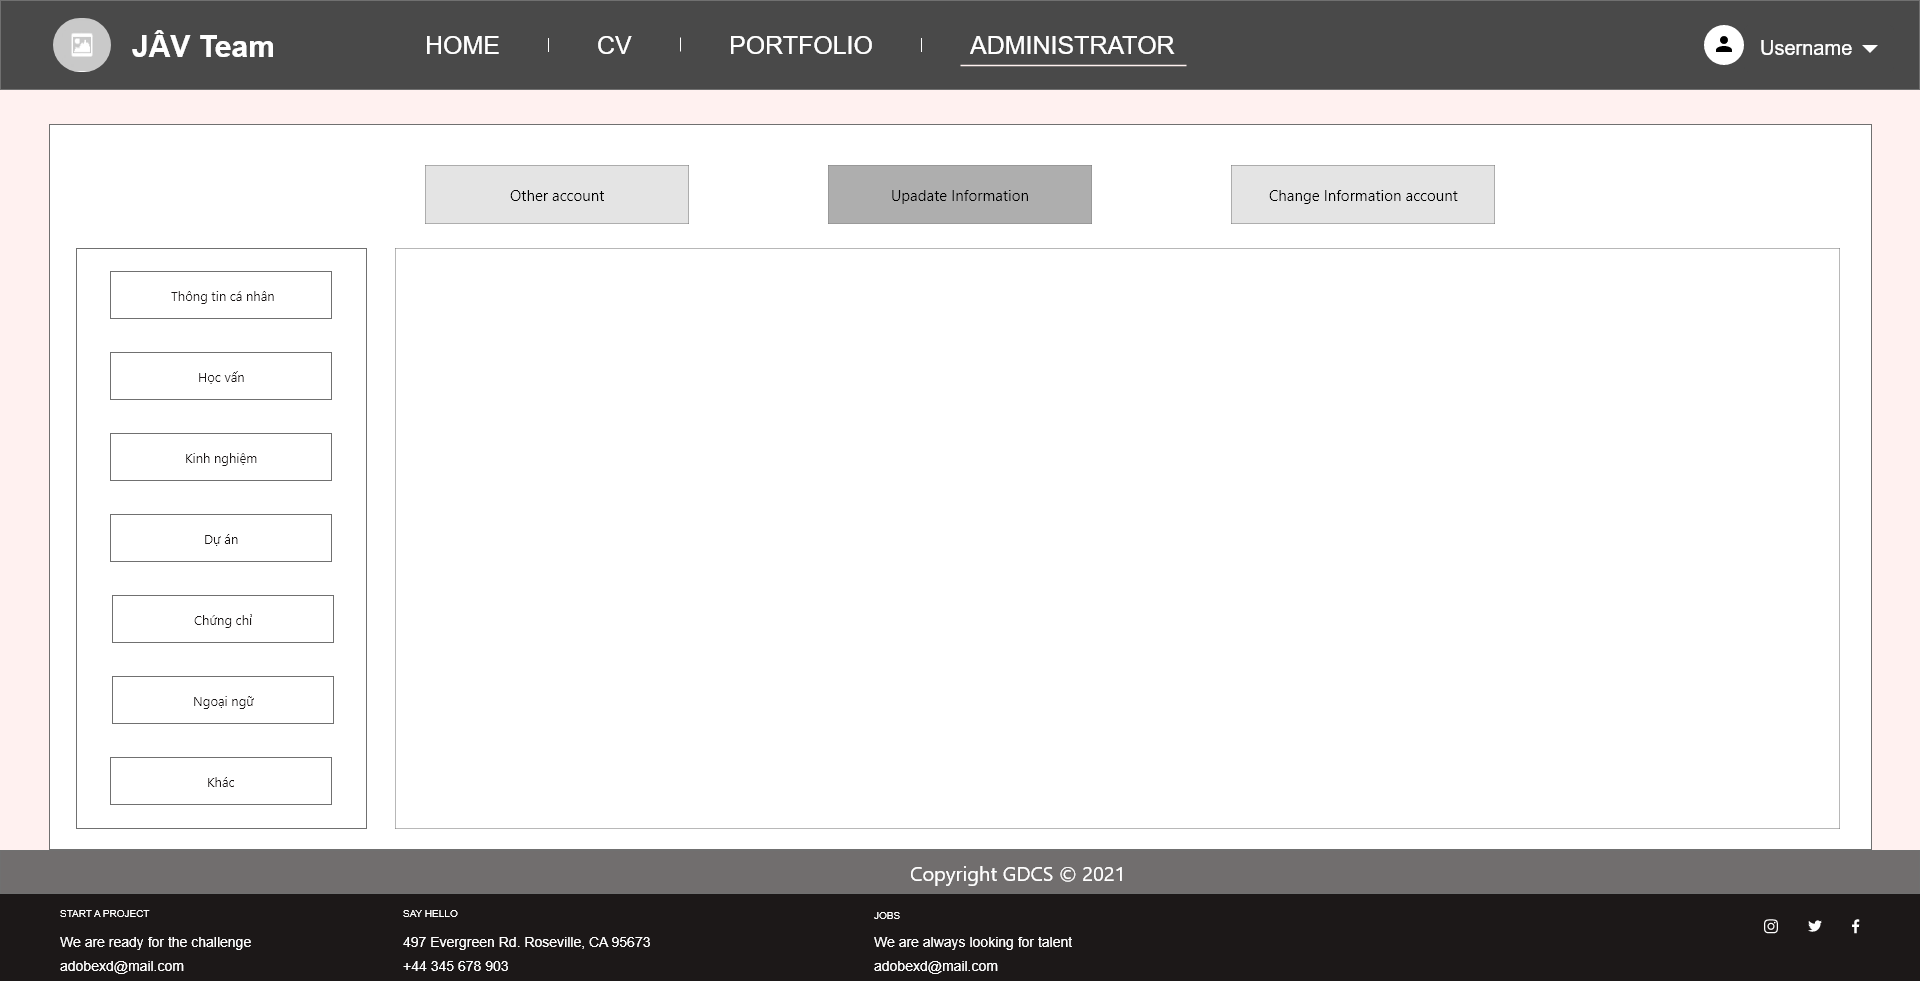 JÂV Team
HOME
CV
PORTFOLIO
ADMINISTRATOR
Username
Other account
Upadate Information
Change Information account
Thông tin cá nhân
Học vấn
Kinh nghiệm
Dự án
Chứng chỉ
Ngoại ngữ
Khác
Copyright GDCS © 2021
START A PROJECT
We are ready for the challenge
adobexd@mail.com
SAY HELLO
497 Evergreen Rd. Roseville, CA 95673
+44 345 678 903
JOBS
We are always looking for talent
adobexd@mail.com